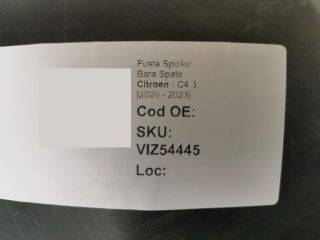 Fusta Spoiler
Bara Spate
Citroen : C4 3
[2020 - 2023]
Cod OE:
SKU:
VIZ54445
Loc: